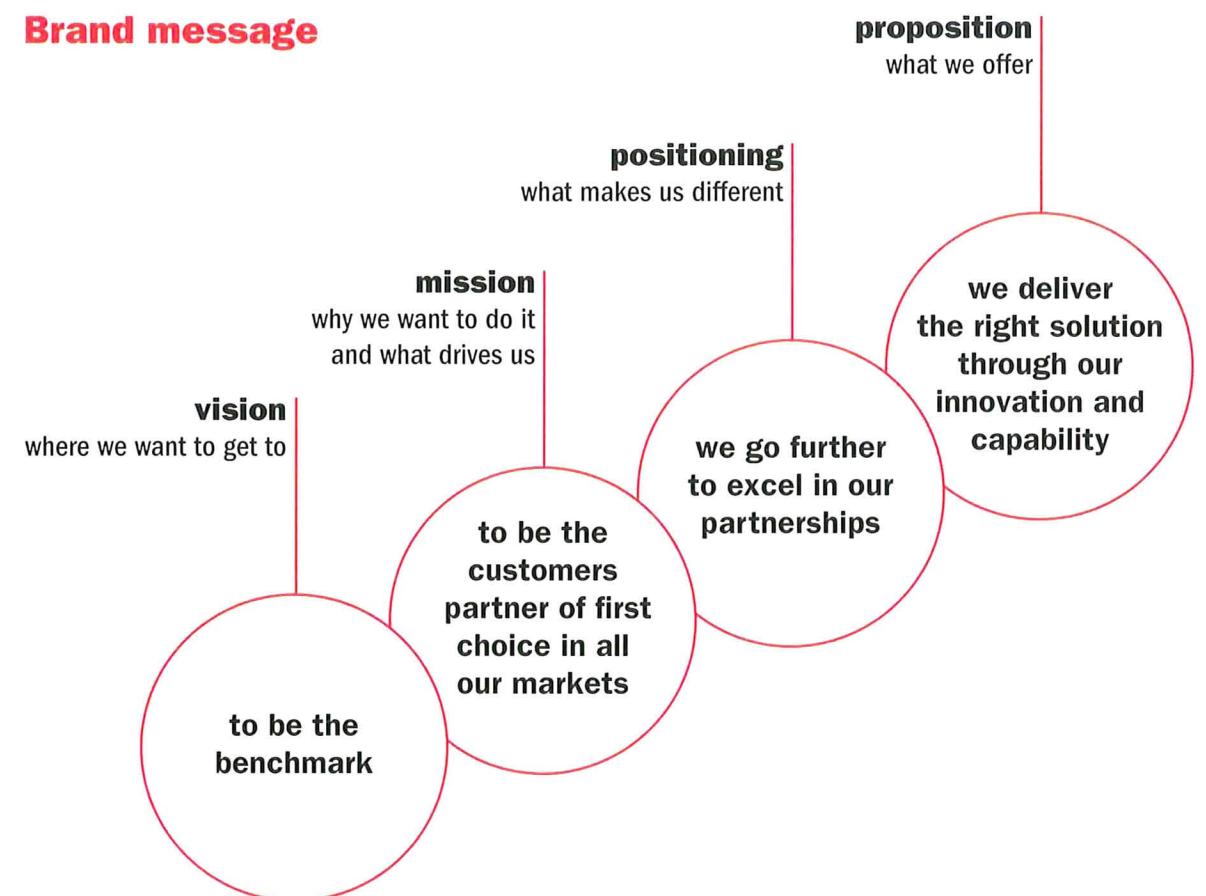 Brand message
vision
where we want to get to
to be the
benchmark
mission
why we want to do it
and what drives us
to be the
customers
partner of first
choice in all
our markets
positioning
what makes us different
we go further
to excel in our
partnerships
proposition
what we offer
we deliver
the right solution
through our
innovation and
capability